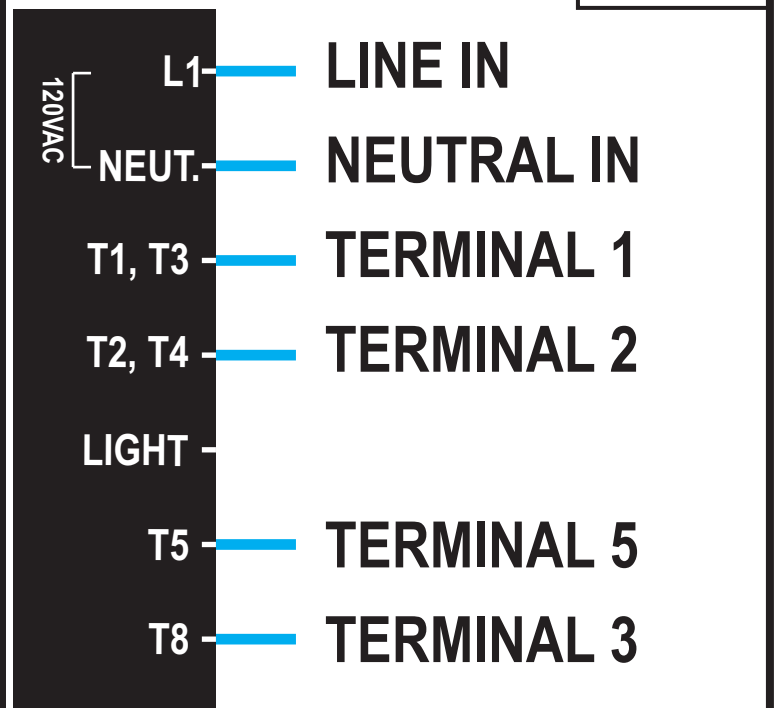 L1 LINE IN
120VAC
NEUT. NEUTRAL IN
T1, T3 TERMINAL 1
T2, T4 TERMINAL 2
LIGHT
T5 TERMINAL 5
T8 TERMINAL 3